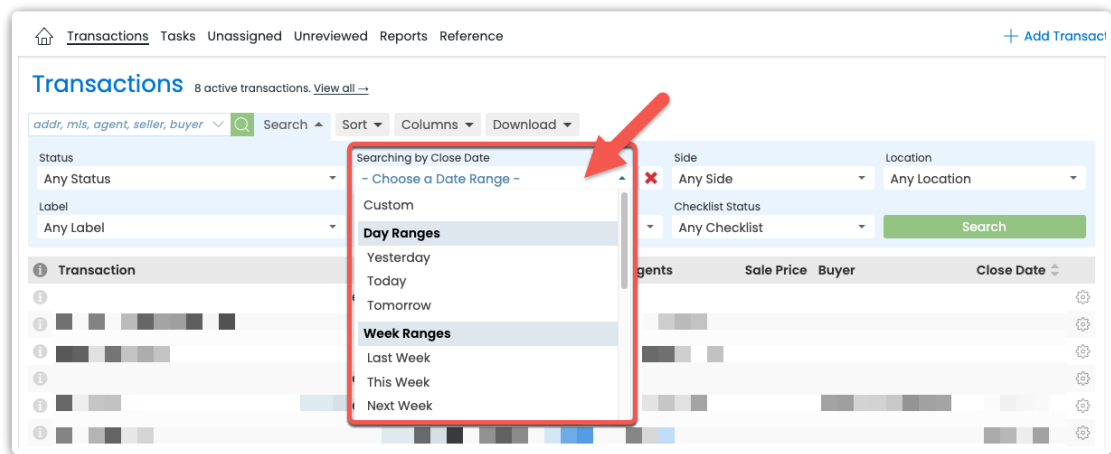 Transactions Tasks Unassigned Unreviewed Reports Reference + Add Transact
Transactions 8 active transactions. View all →
addr, mls, agent, seller, buyer Search Sort Columns Download
Status Searching by Close Date Side Location
Any Status - Choose a Date Range - Any Side Any Location
Custom
Label Checklist Status
Any Label Day Ranges Any Checklist Search
Yesterday
Transaction gents Sale Price Buyer Close Date
Today
Tomorrow
Week Ranges
Last Week
This Week
Next Week